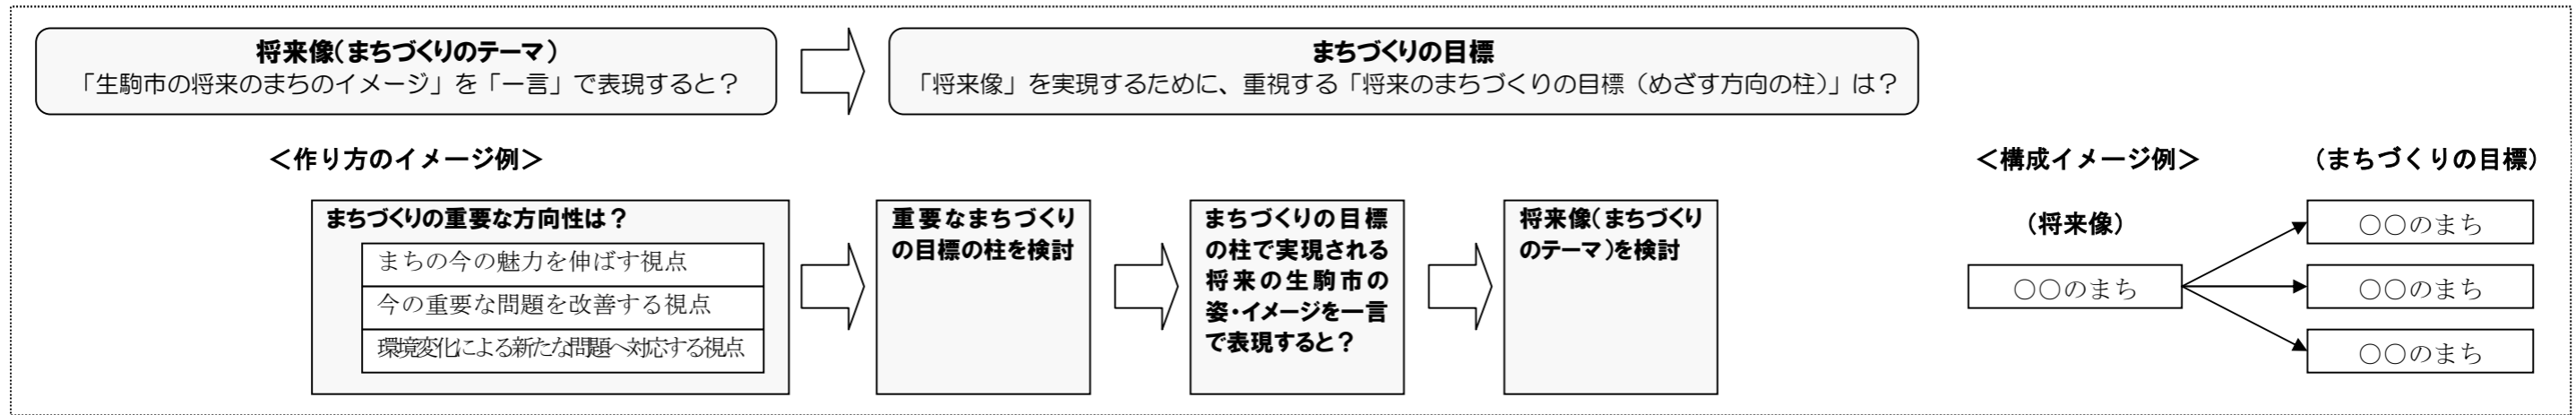 将来像(まちづくりのテーマ)
「生駒市の将来のまちのイメージ」を「一言」で表現すると？
まちづくりの目標
「将来像」を実現するために、重視する「将来のまちづくりの目標（めざす方向の柱）」は？
＜作り方のイメージ例＞
まちづくりの重要な方向性は？
まちの今の魅力を伸ばす視点
今の重要な問題を改善する視点
環境変化による新たな問題へ対応する視点
重要なまちづくり
の目標の柱を検討
まちづくりの目標
の柱で実現される
将来の生駒市の
姿・イメージを一言
で表現すると？
将来像(まちづくり
のテーマ)を検討
＜構成イメージ例＞
(まちづくりの目標)
(将来像)
○○のまち
○○のまち
○○のまち
○○のまち